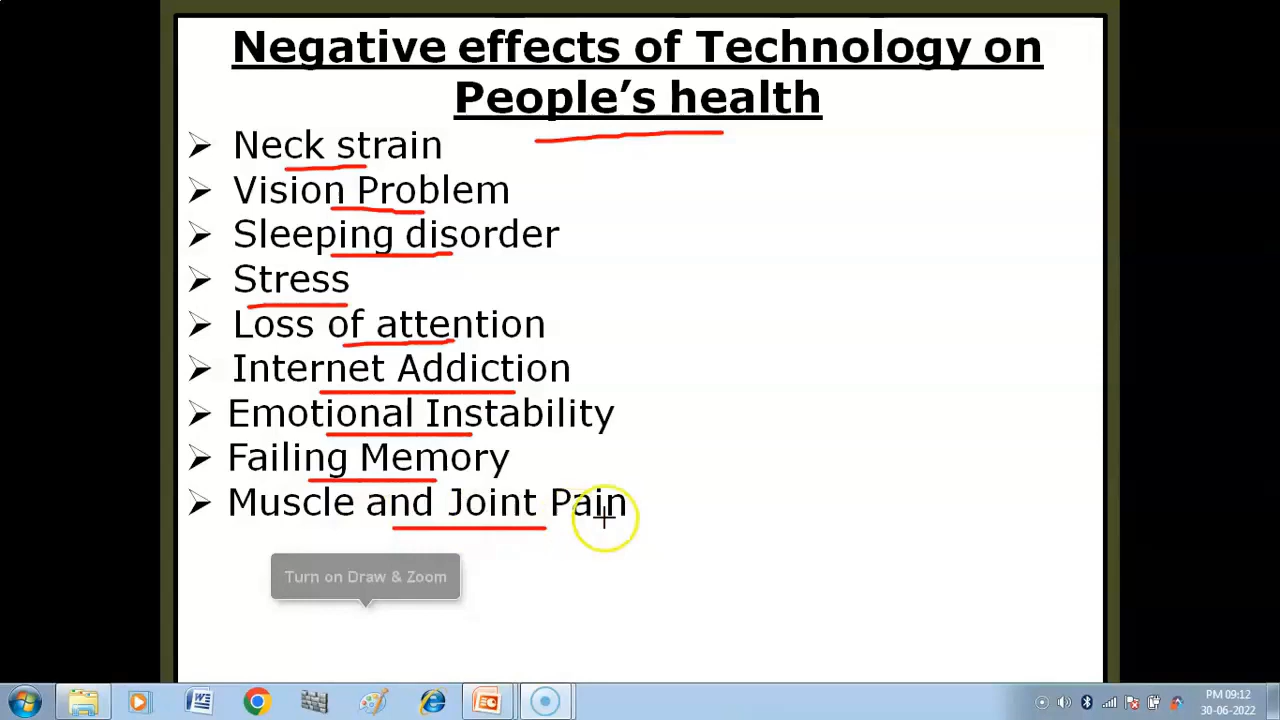 Negative effects of Technology on
People’s health
Neck strain
Vision Problem
Sleeping disorder
Stress
Loss of attention
Internet Addiction
Emotional Instability
Failing Memory
Muscle and Joint Pain
Turn on Draw & Zoom
PM 09:12
30-06-2022